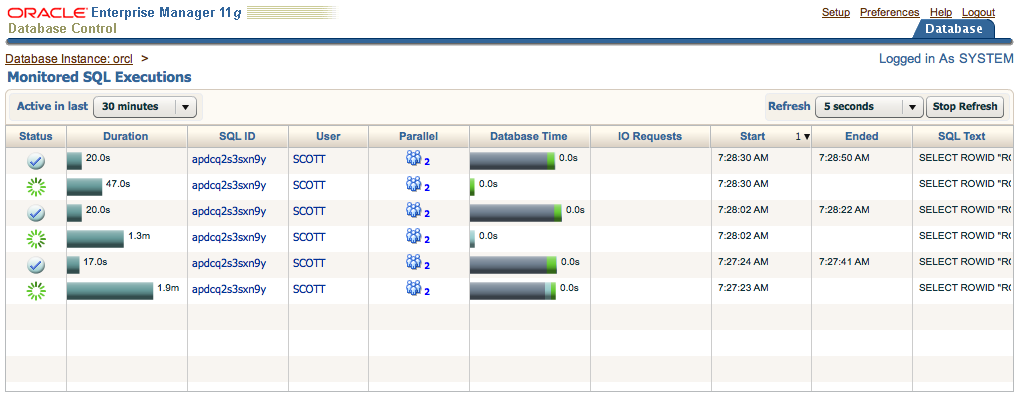 ORACLE Enterprise Manager 11g
Database Control
Setup Preferences Help Logout
Database
Database Instance: orcl >
Logged in As SYSTEM
Monitored SQL Executions
Active in last 30 minutes Refresh 5 seconds Stop Refresh
Status Duration SQL ID User Parallel Database Time IO Requests Start 1 Ended SQL Text
20.0s apdcq2s3sxn9y SCOTT 2 0.0s 7:28:30 AM 7:28:50 AM SELECT ROWID "RO
47.0s apdcq2s3sxn9y SCOTT 2 0.0s 7:28:30 AM SELECT ROWID "RO
20.0s apdcq2s3sxn9y SCOTT 2 0.0s 7:28:02 AM 7:28:22 AM SELECT ROWID "RO
1.3m apdcq2s3sxn9y SCOTT 2 0.0s 7:28:02 AM SELECT ROWID "RO
17.0s apdcq2s3sxn9y SCOTT 2 0.0s 7:27:24 AM 7:27:41 AM SELECT ROWID "RO
1.9m apdcq2s3sxn9y SCOTT 2 0.0s 7:27:23 AM SELECT ROWID "RO